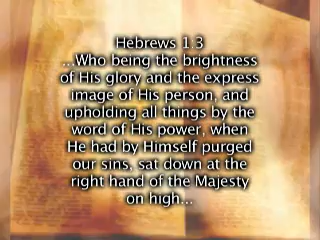 Hebrews 1:3
...Who being the brightness
of His glory and the express
image of His person, and
upholding all things by the
word of His power, when
He had by Himself purged
our sins, sat down at the
right hand of the Majesty
on high...